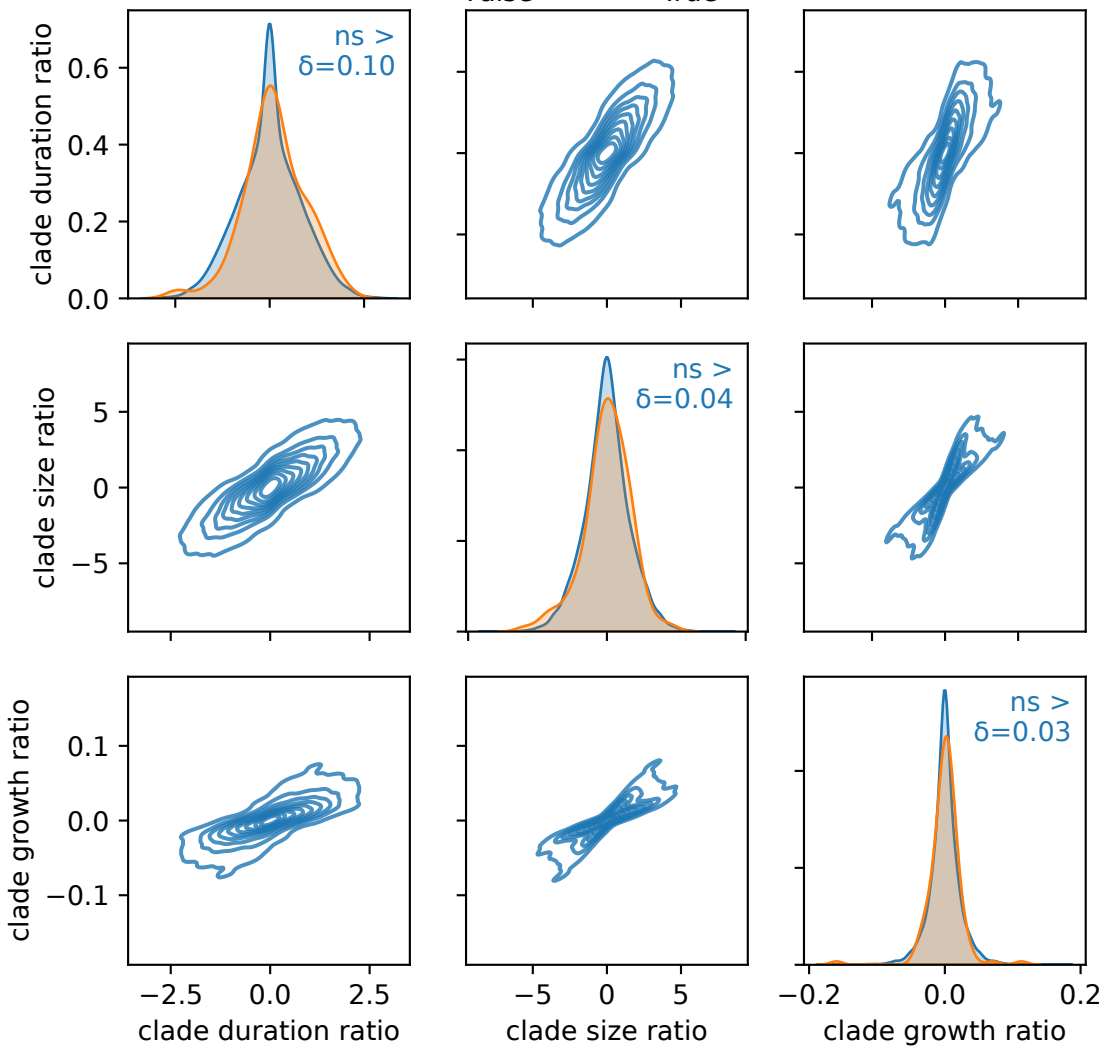 clade duration ratio
0.6
0.4
0.2
0.0
ns >
δ=0.10
clade size ratio
5
0
−5
ns >
δ=0.04
clade growth ratio
0.1
0.0
−0.1
ns >
δ=0.03
−2.5 0.0 2.5
−5 0 5
−0.2 0.0 0.2
clade duration ratio
clade size ratio
clade growth ratio